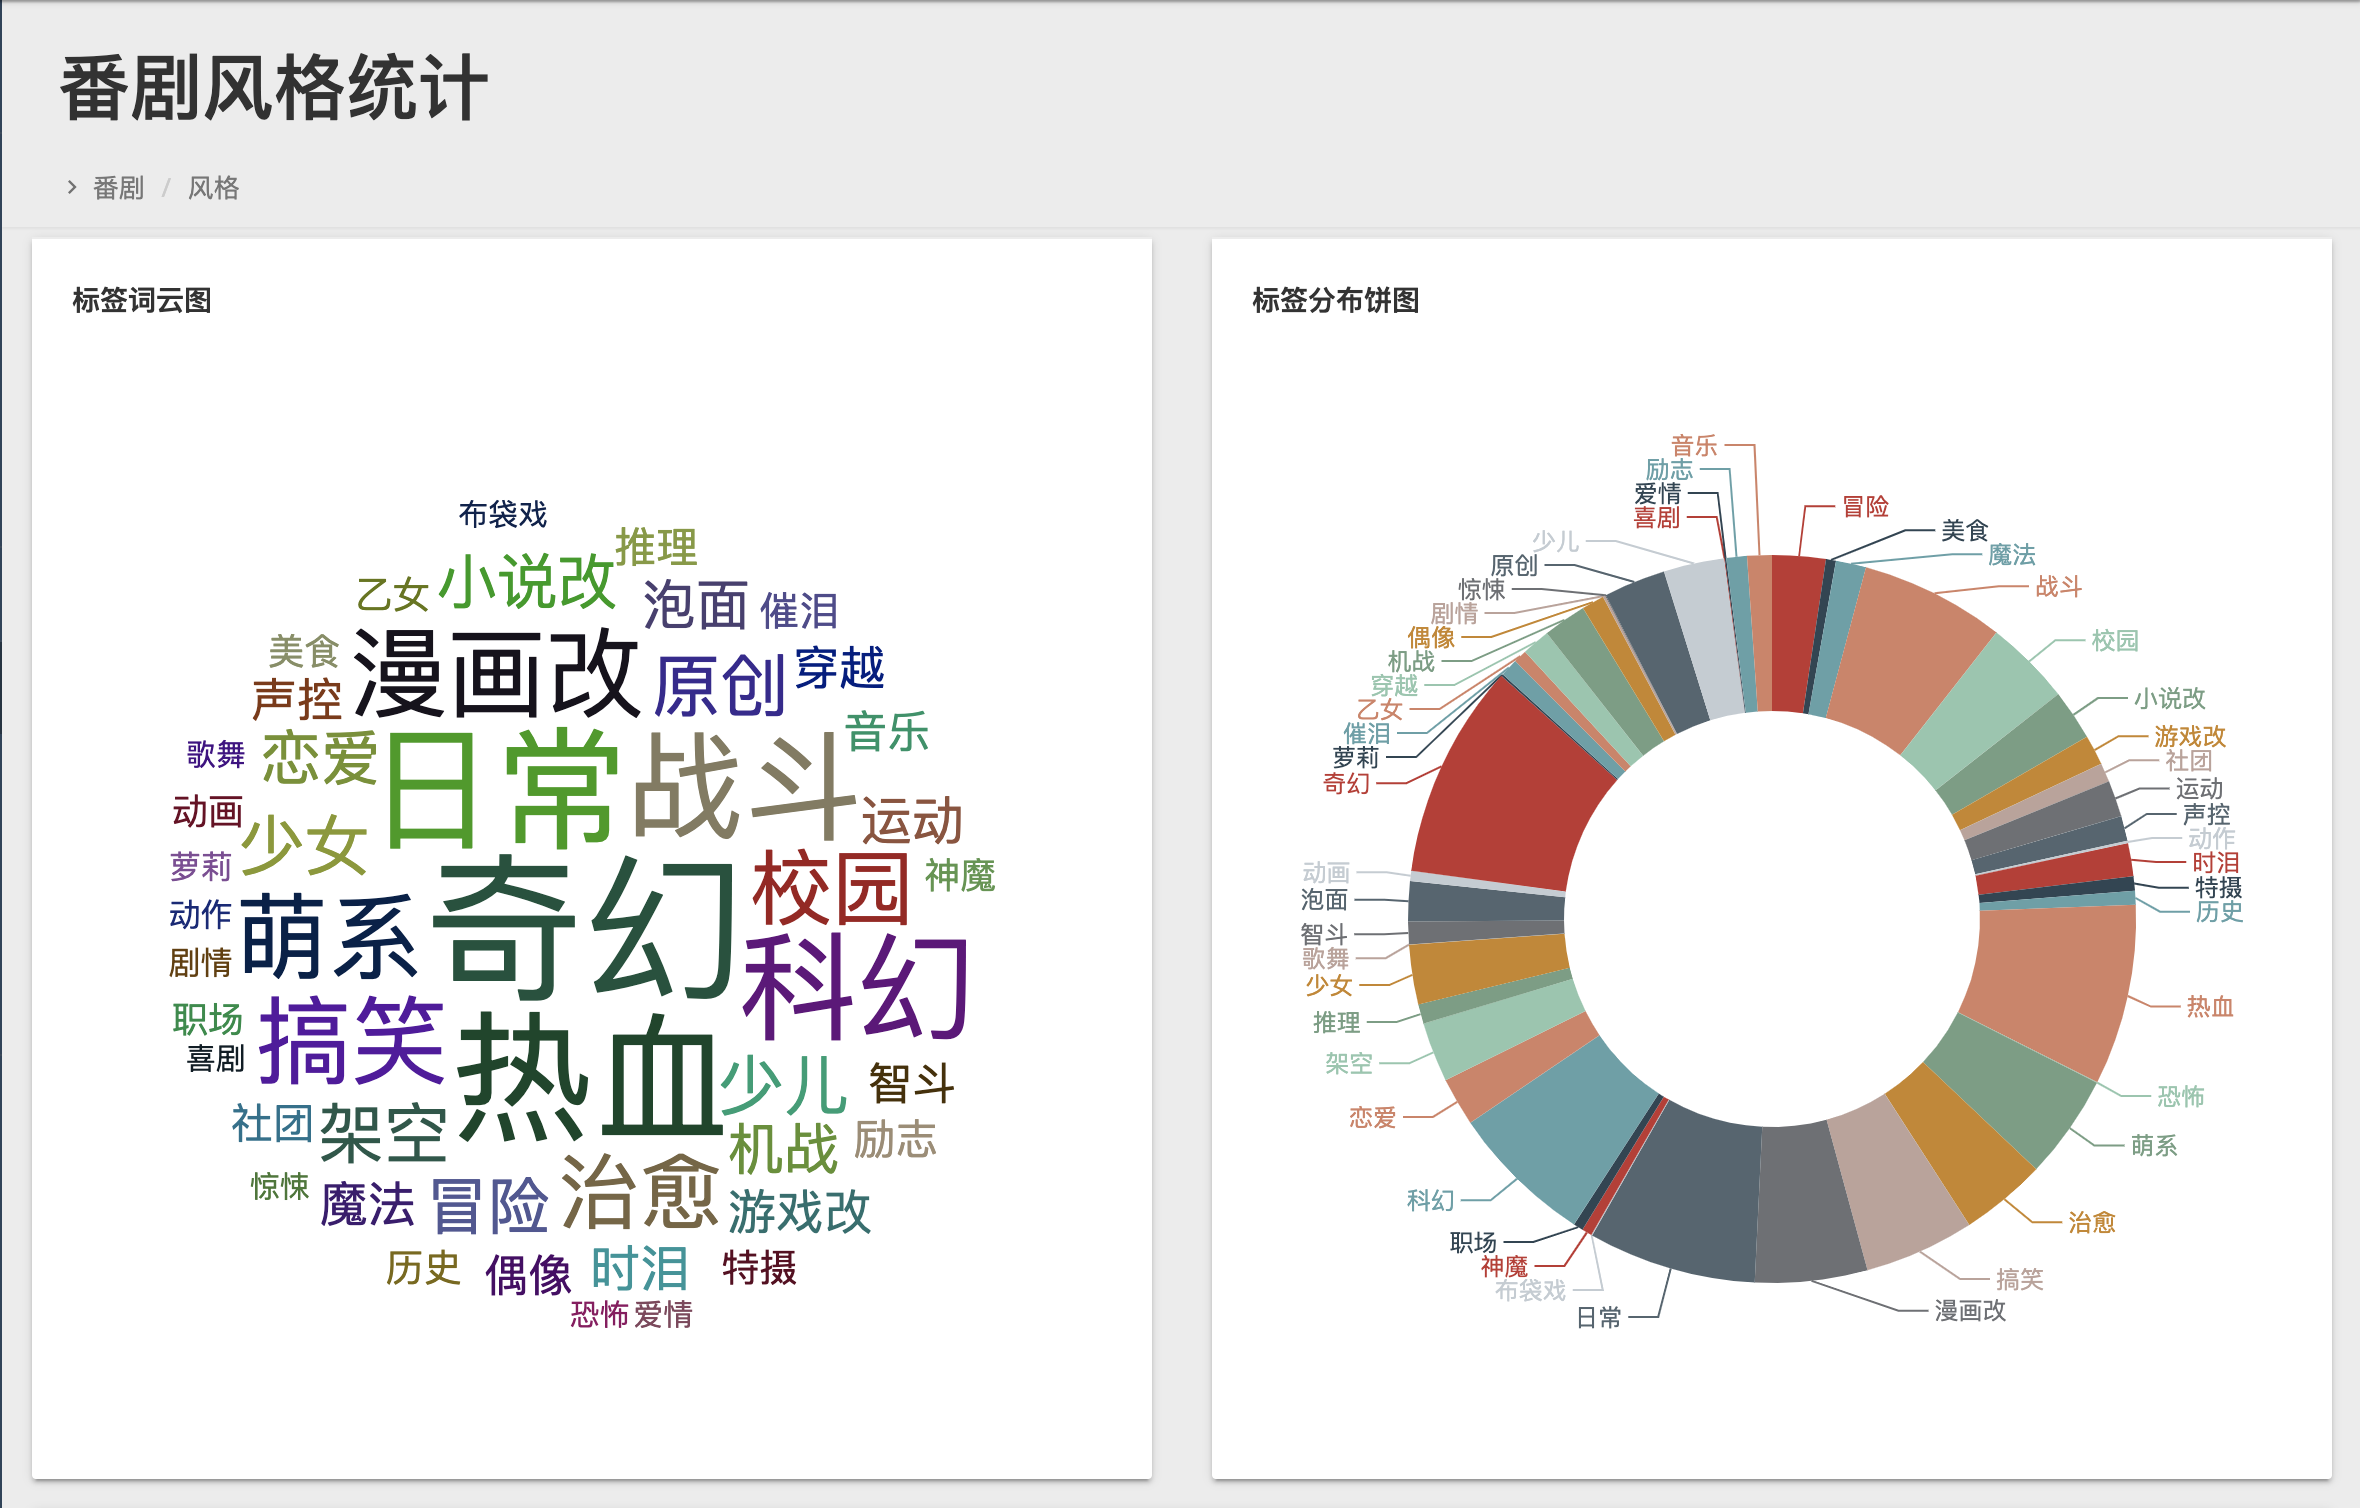 番剧风格统计
番剧 / 风格
标签词云图
布袋戏
推理
乙女
小说改
泡面
催泪
美食
漫画改
原创
穿越
声控
歌舞
恋爱
日常
战斗
音乐
动画
少女
运动
萝莉
校园
神魔
动作
萌系
奇幻
科幻
剧情
职场
搞笑
热血
喜剧
少儿
智斗
社团
架空
机战
励志
惊悚
魔法
冒险
治愈
游戏改
历史
偶像
时泪
特摄
恐怖
爱情
标签分布饼图
音乐
励志
爱情
喜剧
少儿
原创
惊悚
剧情
偶像
机战
穿越
乙女
催泪
萝莉
奇幻
动画
泡面
智斗
歌舞
少女
推理
架空
恋爱
科幻
职场
神魔
布袋戏
日常
冒险
美食
魔法
战斗
校园
小说改
游戏改
社团
运动
声控
动作
时泪
特摄
历史
热血
恐怖
萌系
治愈
搞笑
漫画改